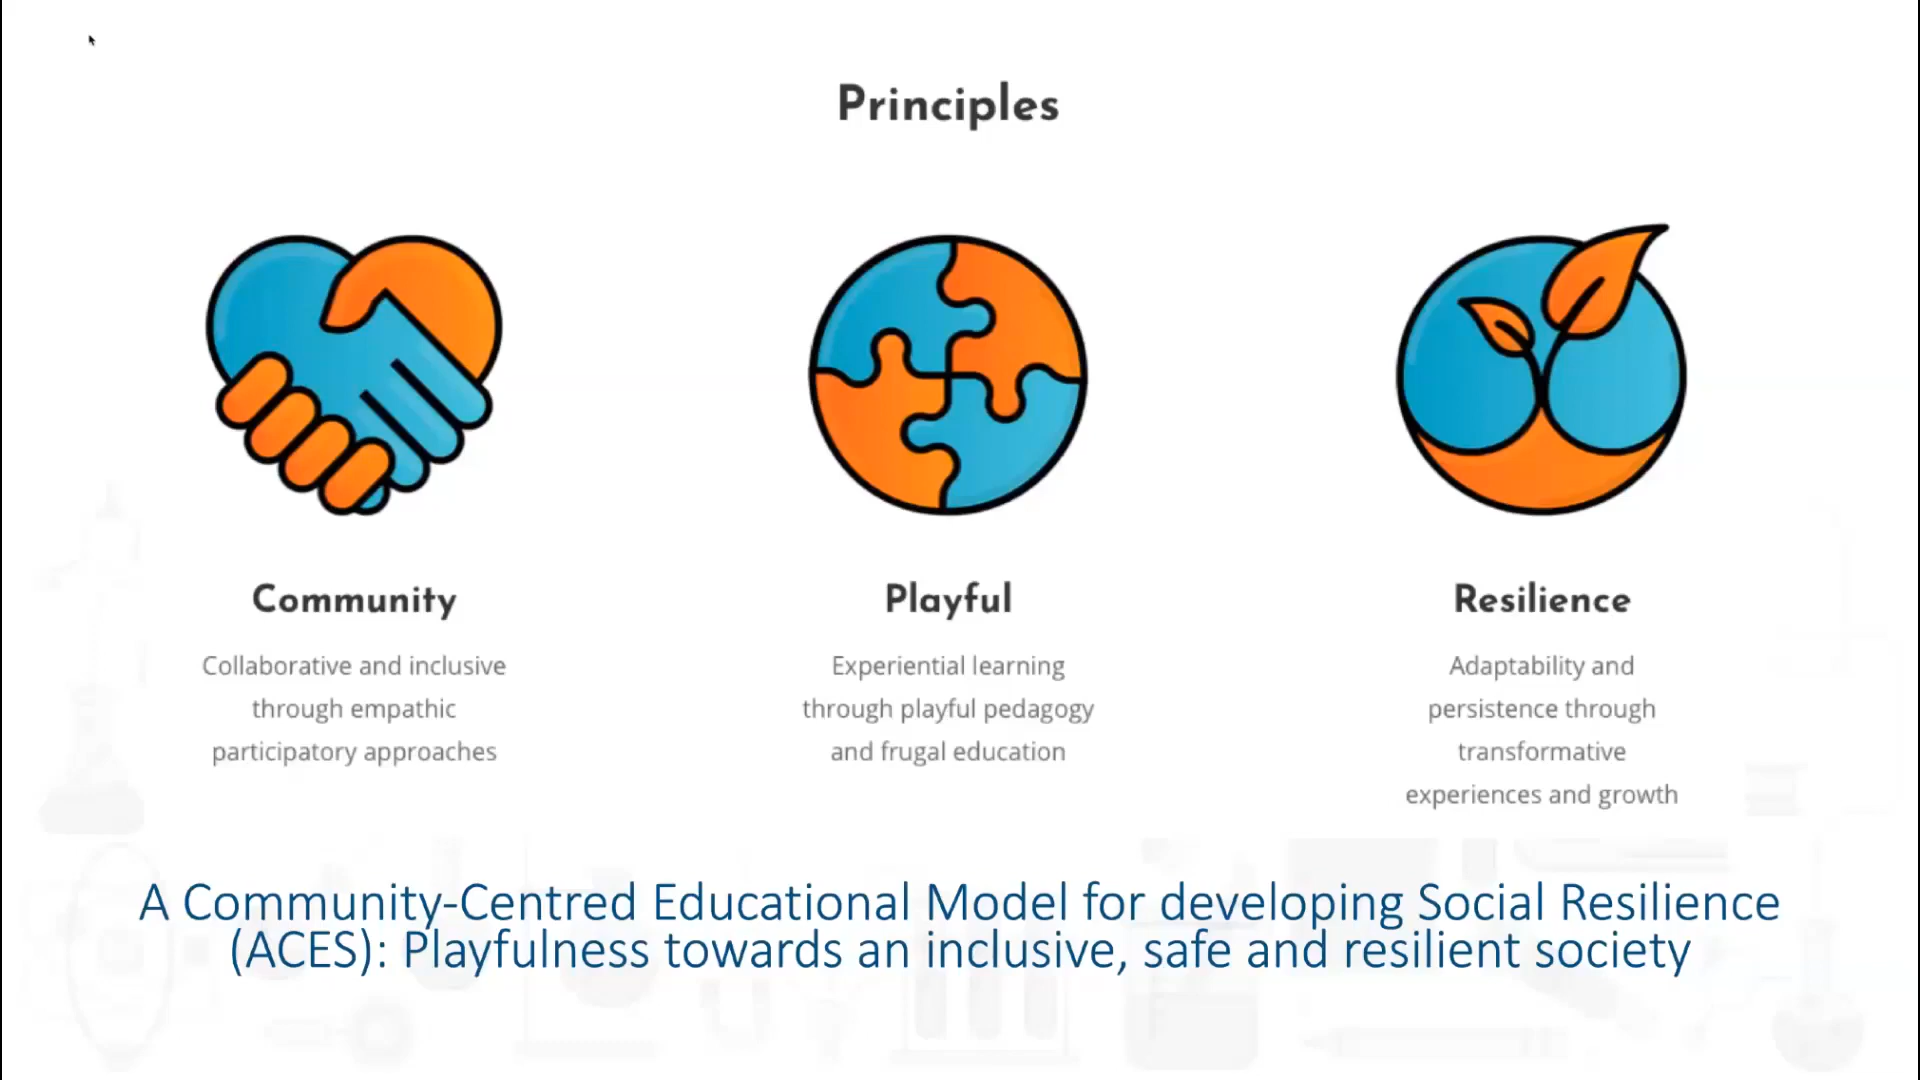 Principles
Community
Collaborative and inclusive
through empathic
participatory approaches
Playful
Experiential learning
through playful pedagogy
and frugal education
Resilience
Adaptability and
persistence through
transformative
experiences and growth
A Community-Centred Educational Model for developing Social Resilience
(ACES): Playfulness towards an inclusive, safe and resilient society